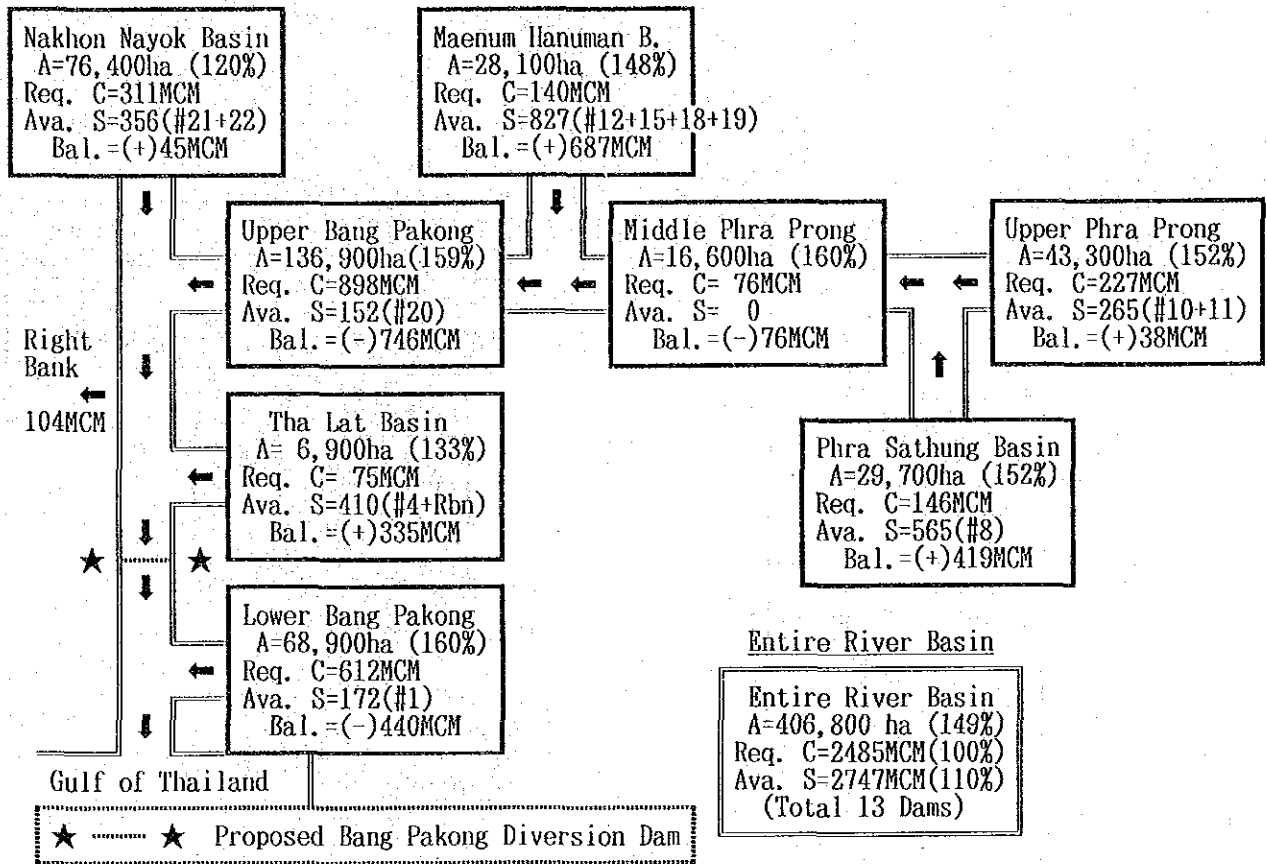 Nakhon Nayok Basin
A=76,400ha (120%)
Req. C=311MCM
Ava. S=356(#21+22)
Bal.=(+)45MCM
Maenum Hanuman B.
A=28,100ha (148%)
Req. C=140MCM
Ava. S=827(#12+15+18+19)
Bal.=(+)687MCM
Upper Bang Pakong
A=136,900ha(159%)
Req. C=898MCM
Ava. S=152(#20)
Bal.=(-)746MCM
Middle Phra Prong
A=16,600ha (160%)
Req. C= 76MCM
Ava. S= 0
Bal.=(-)76MCM
Upper Phra Prong
A=43,300ha (152%)
Req. C=227MCM
Ava. S=265(#10+11)
Bal.=(+)38MCM
Right
Bank
104MCM
Tha Lat Basin
A= 6,900ha (133%)
Req. C= 75MCM
Ava. S=410(#4+Rbn)
Bal.=(+)335MCM
Phra Sathung Basin
A=29,700ha (152%)
Req. C=146MCM
Ava. S=565(#8)
Bal.=(+)419MCM
Lower Bang Pakong
A=68,900ha (160%)
Req. C=612MCM
Ava. S=172(#1)
Bal.=(-)440MCM
Entire River Basin
Entire River Basin
A=406,800 ha (149%)
Req. C=2485MCM(100%)
Ava. S=2747MCM(110%)
(Total 13 Dams)
Gulf of Thailand
★ ┈┈ ★ Proposed Bang Pakong Diversion Dam